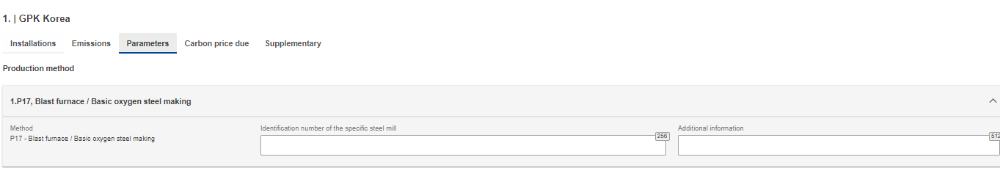 1. | GPK Korea
Installations Emissions Parameters Carbon price due Supplementary
Production method
1.P17, Blast furnace / Basic oxygen steel making
Method Identification number of the specific steel mill Additional information
P17 - Blast furnace / Basic oxygen steel making
256 512